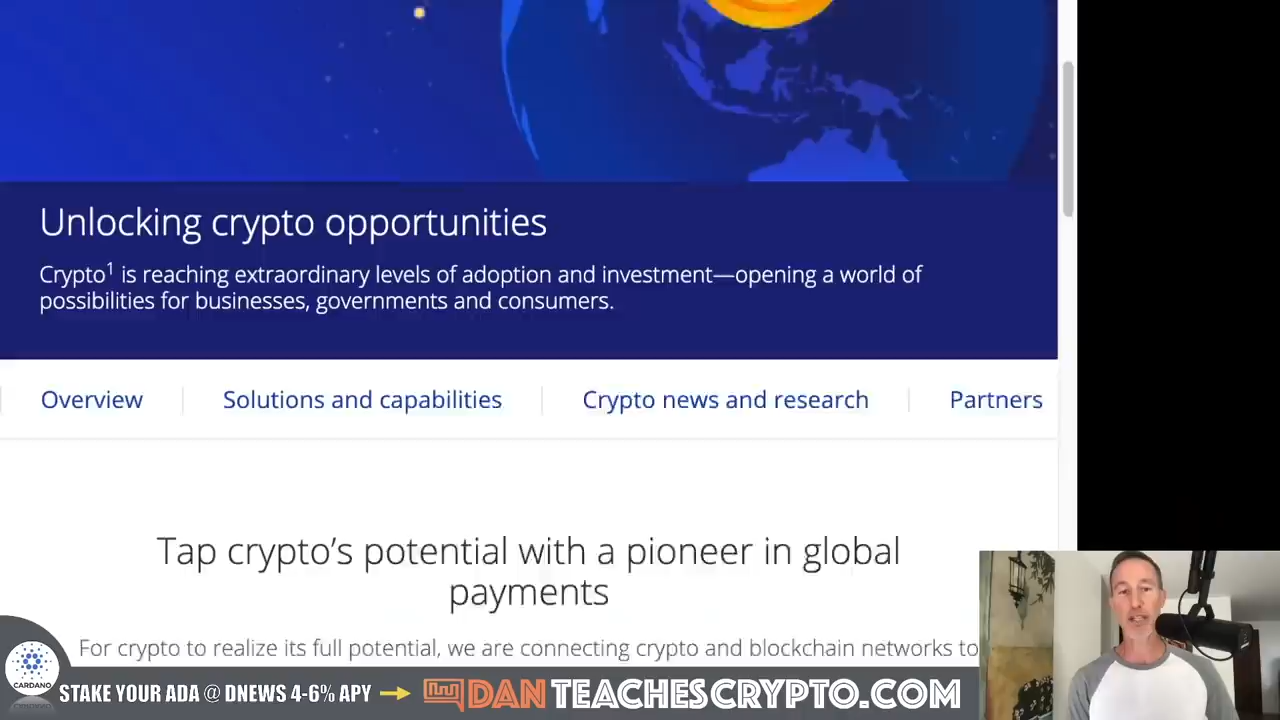 Unlocking crypto opportunities
Crypto1 is reaching extraordinary levels of adoption and investment—opening a world of
possibilities for businesses, governments and consumers.
Overview
Solutions and capabilities
Crypto news and research
Partners
Tap crypto’s potential with a pioneer in global
payments
For crypto to realize its full potential, we are connecting crypto and blockchain networks to
CARDANO
STAKE YOUR ADA @ DNEWS 4-6% APY
DANTEACHESCRYPTO.COM